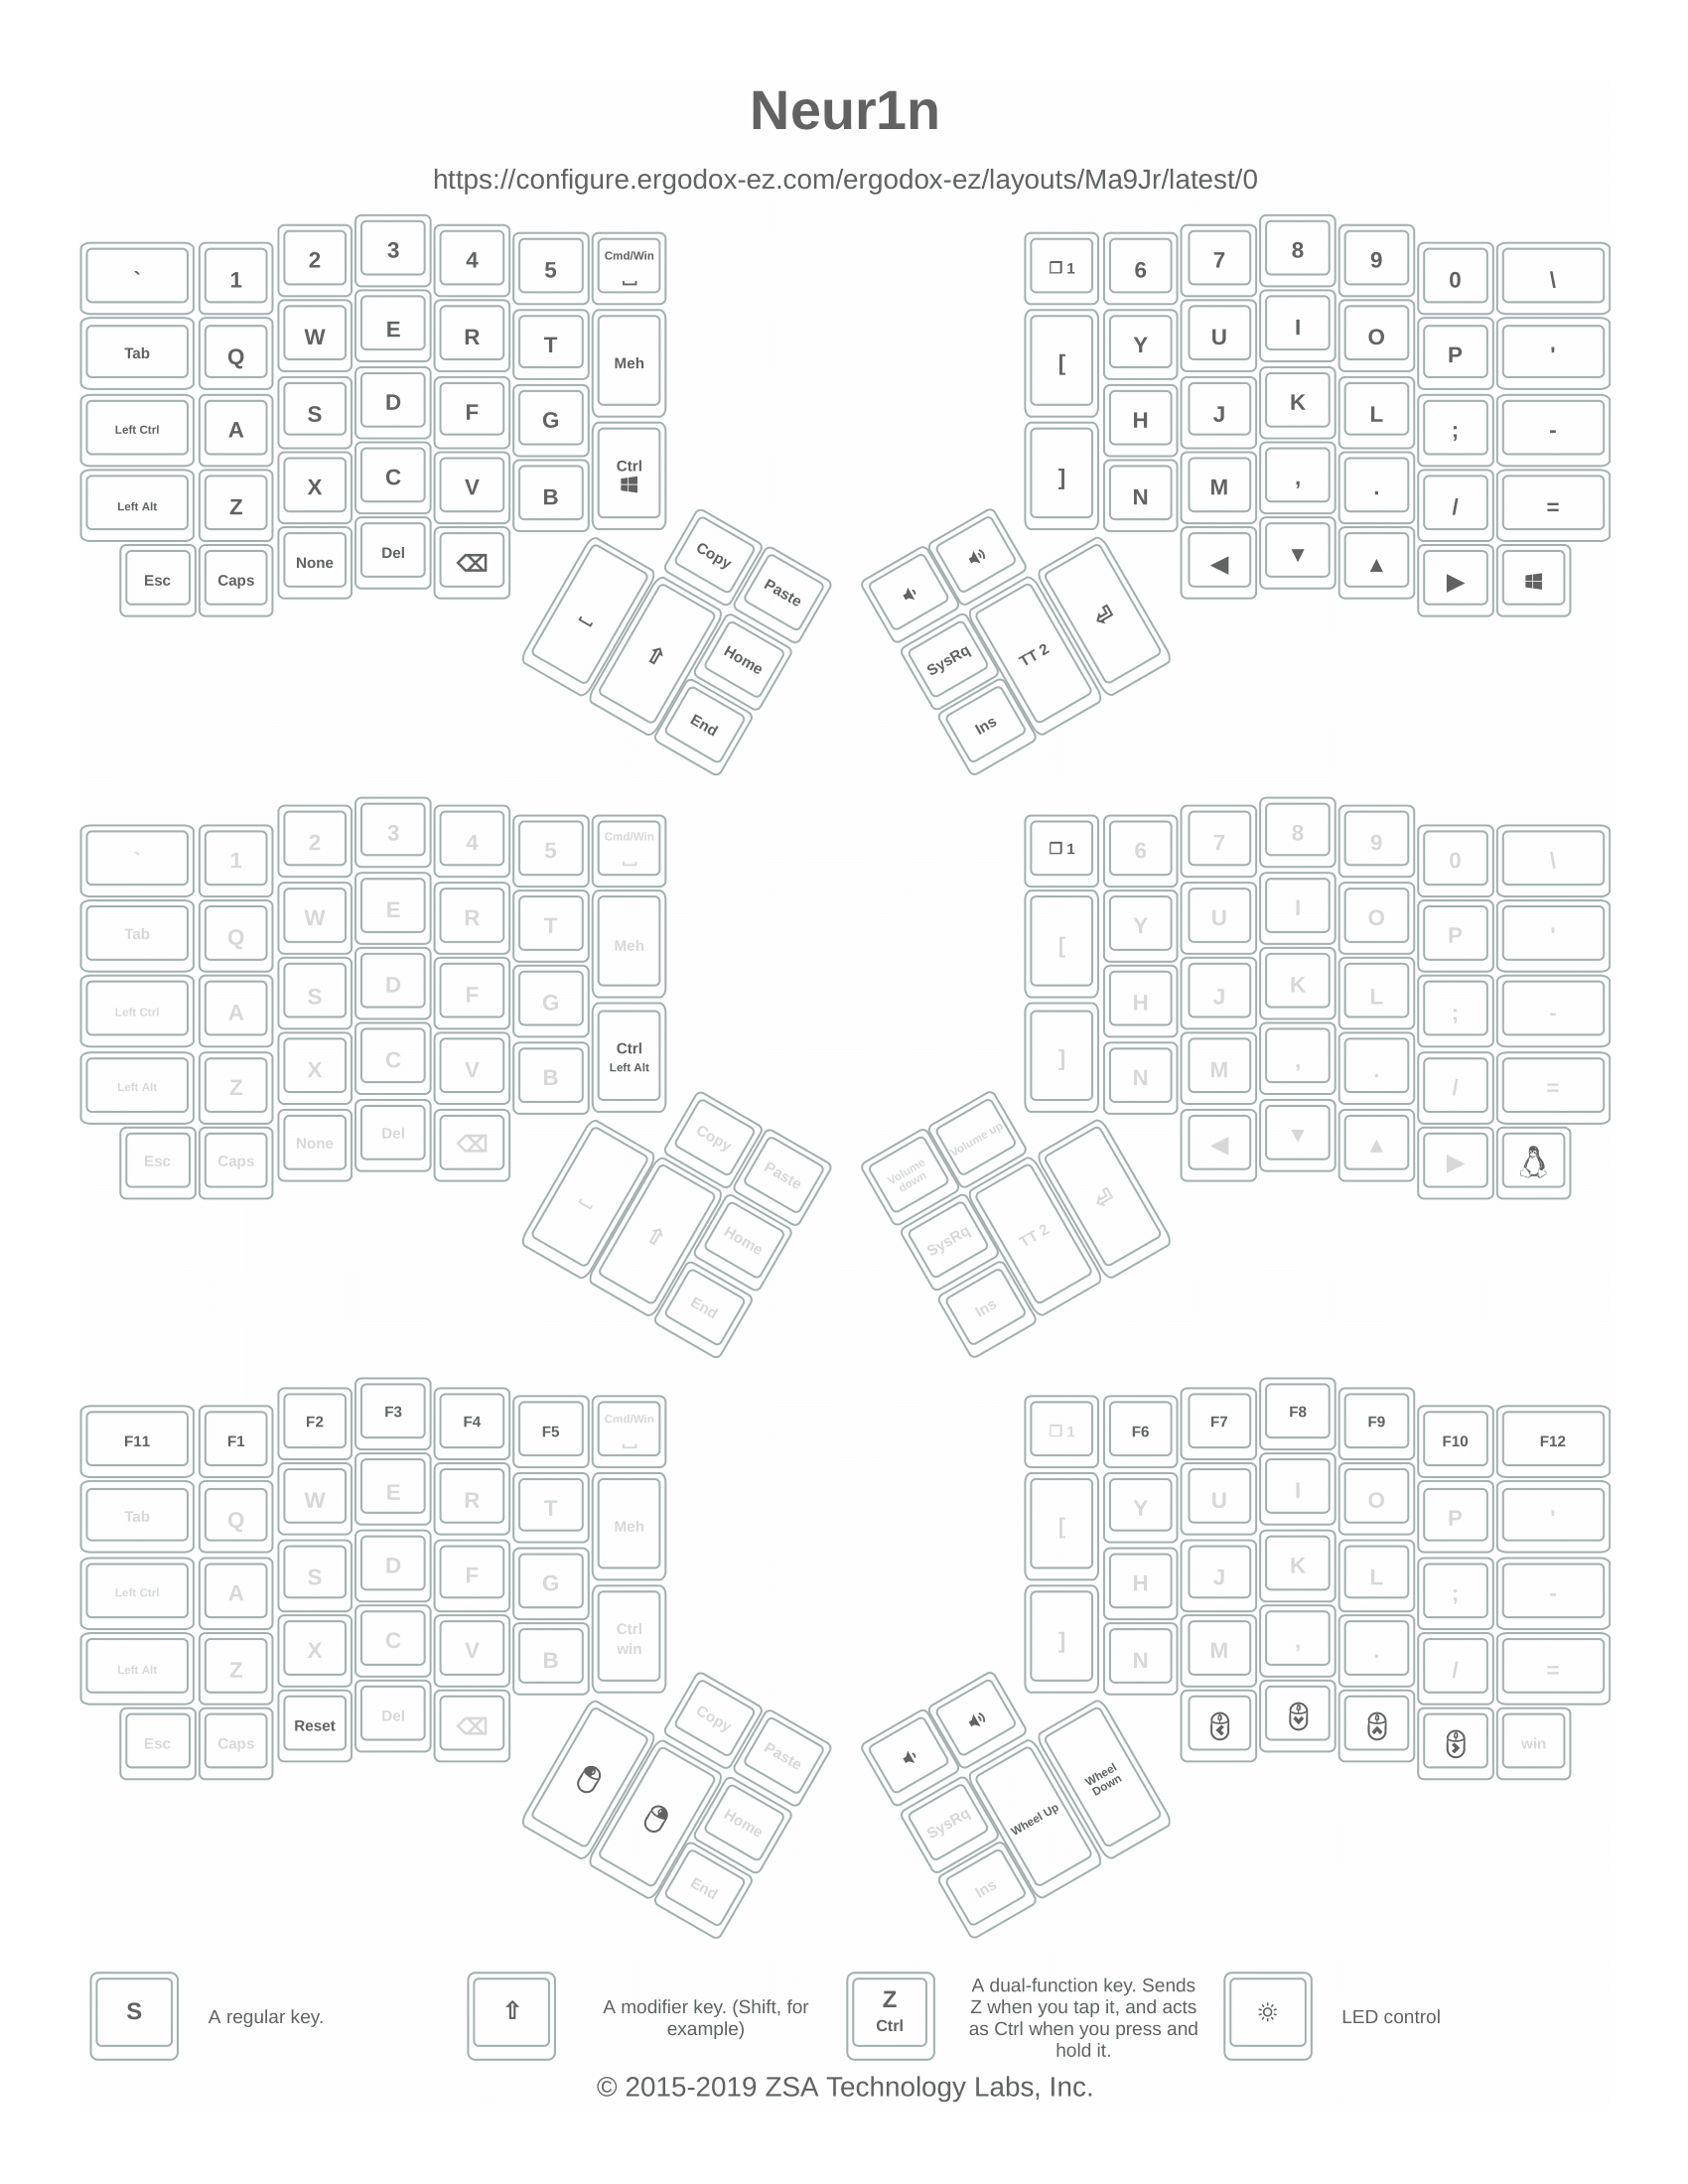 Neur1n
https://configure.ergodox-ez.com/ergodox-ez/layouts/Ma9Jr/latest/0
` 1 2 3 4 5 Cmd/Win ⎵
❐ 1 6 7 8 9 0 \
Tab Q W E R T Meh
[ Y U I O P '
Left Ctrl A S D F G
H J K L ; -
Left Alt Z X C V B Ctrl
] N M , . / =
Esc Caps None Del ⌫
◀ ▼ ▲ ▶
⎵ ⇧ Copy Paste Home End
SysRq Ins TT 2
` 1 2 3 4 5 Cmd/Win ⎵
❐ 1 6 7 8 9 0 \
Tab Q W E R T Meh
[ Y U I O P '
Left Ctrl A S D F G
H J K L ; -
Left Alt Z X C V B Ctrl Left Alt
] N M , . / =
Esc Caps None Del ⌫
◀ ▼ ▲ ▶
⎵ ⇧ Copy Paste Home End
Volume down Volume up SysRq Ins TT 2
F11 F1 F2 F3 F4 F5 Cmd/Win ⎵
❐ 1 F6 F7 F8 F9 F10 F12
Tab Q W E R T Meh
[ Y U I O P '
Left Ctrl A S D F G
H J K L ; -
Left Alt Z X C V B Ctrl win
] N M , . / =
Esc Caps Reset Del ⌫
win
Copy Paste Home End
SysRq Ins Wheel Up Wheel Down
S
A regular key.
⇧
A modifier key. (Shift, for
example)
Z
Ctrl
A dual-function key. Sends
Z when you tap it, and acts
as Ctrl when you press and
hold it.
LED control
© 2015-2019 ZSA Technology Labs, Inc.